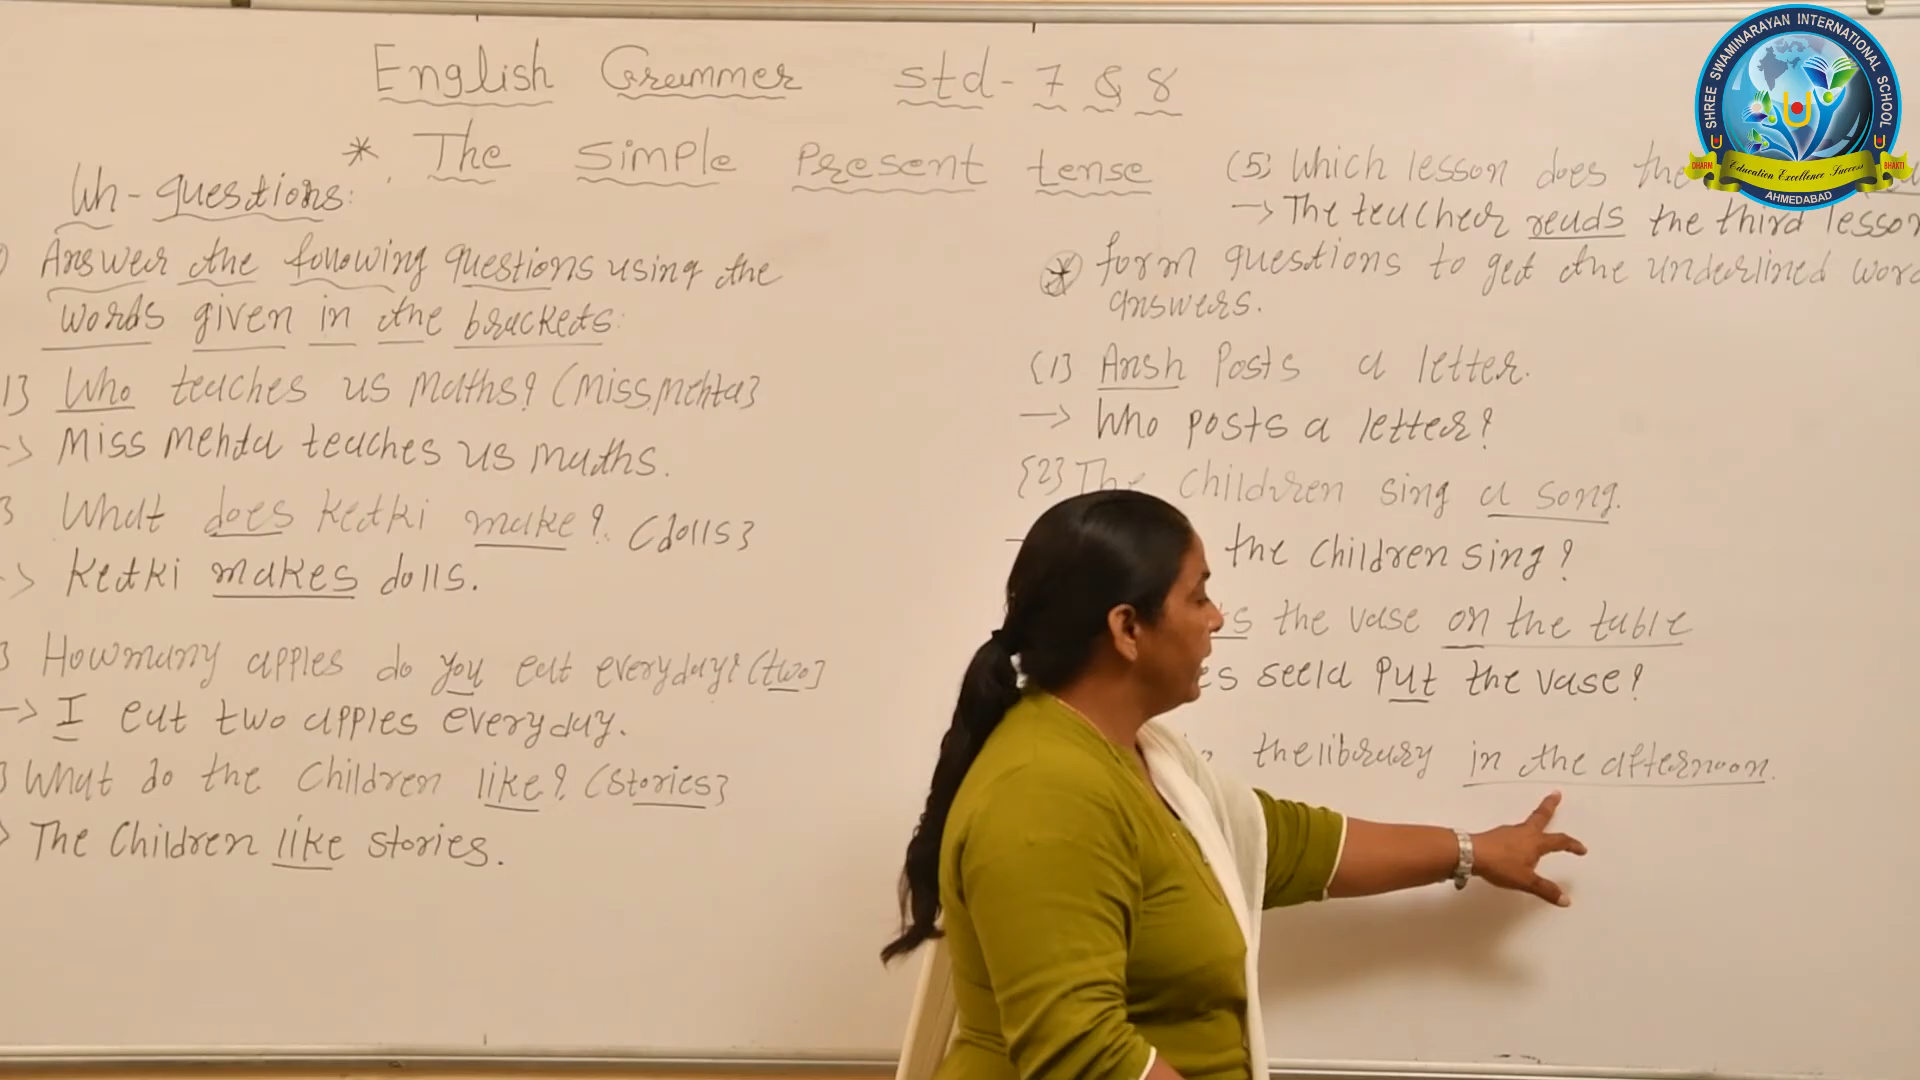 English Grammer std-7 & 8
* The simple present tense
Wh-questions:
Answer the following questions using the
words given in the brackets:
1} Who teaches us maths? (miss mehta}
-> Miss mehta teaches us maths.
} What does ketki make? (dolls}
-> ketki makes dolls.
} How many apples do you eat everyday? (two}
-> I eat two apples everyday.
} What do the children like? (stories}
> The children like stories.
(5} Which lesson does the
-> The teacher reads the third lesson
* form questions to get the underlined word
answers.
{1} Ansh posts a letter.
-> Who posts a letter?
{2} The children sing a song.
the children sing?
the vase on the table
seela put the vase?
the library in the afternoon.
SHREE SWAMINARAYAN INTERNATIONAL SCHOOL
DHARM
BHAKTI
Education Excellence Success
AHMEDABAD